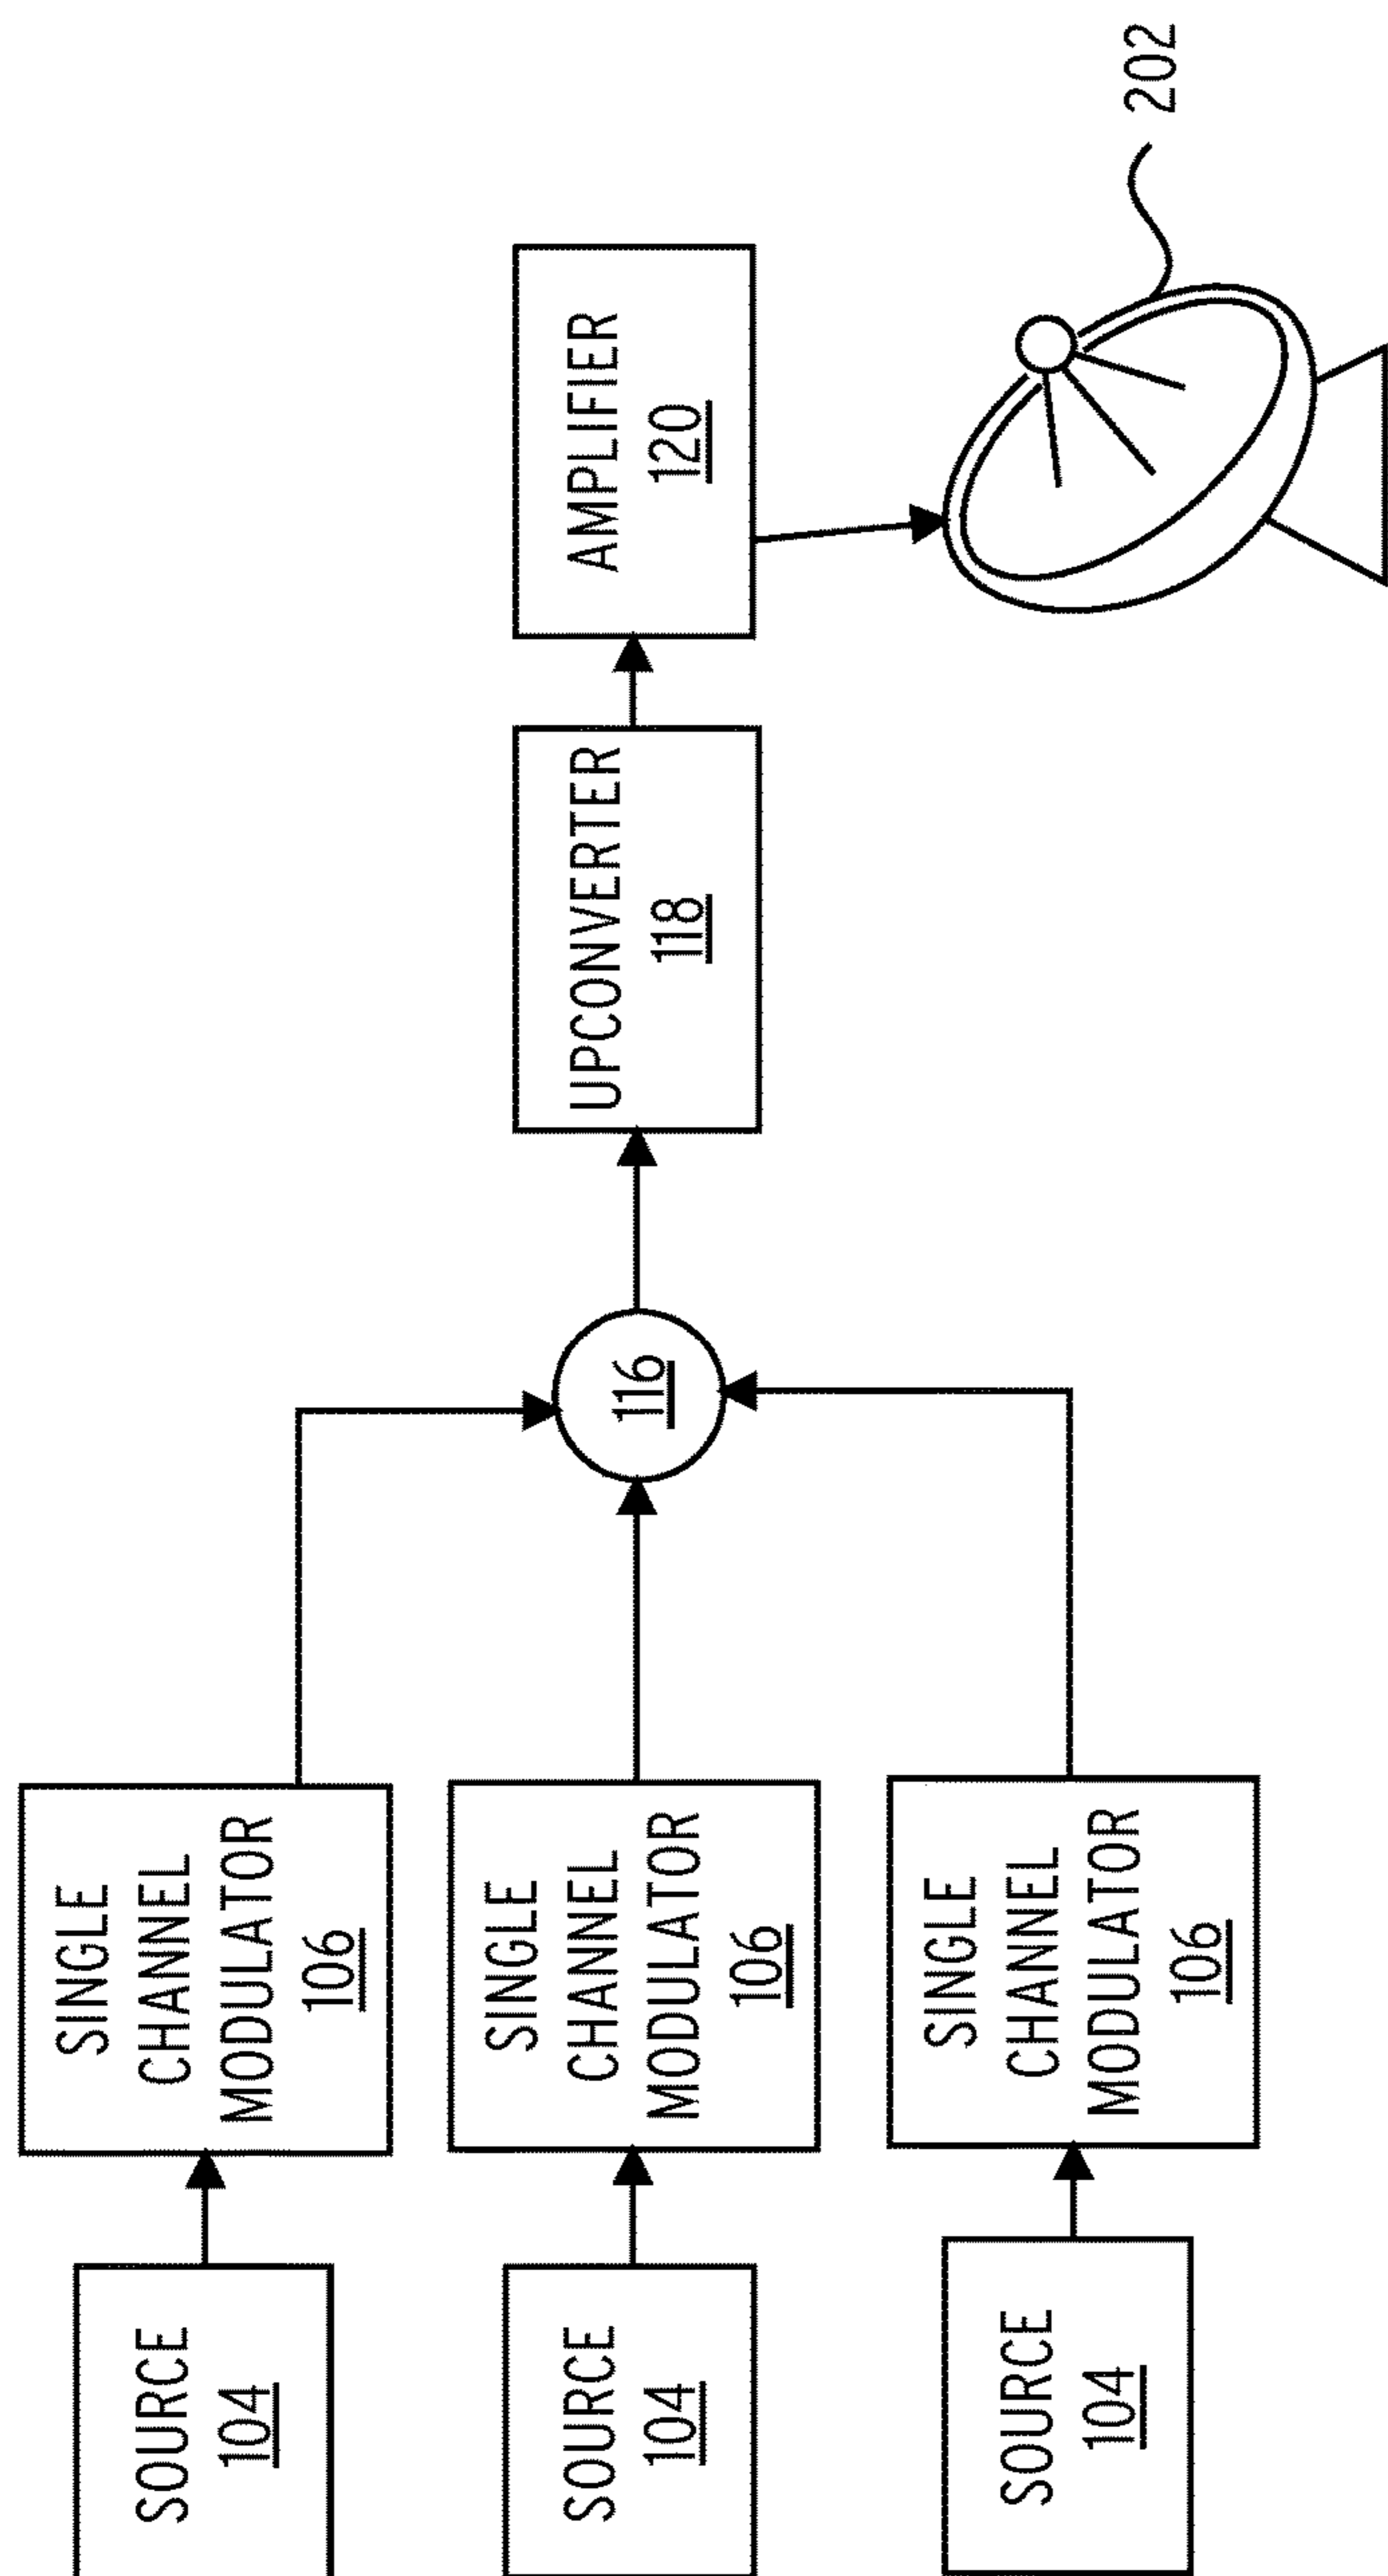 SOURCE
104
SINGLE
CHANNEL
MODULATOR
106
SOURCE
104
SINGLE
CHANNEL
MODULATOR
106
SOURCE
104
SINGLE
CHANNEL
MODULATOR
106
116
UPCONVERTER
118
AMPLIFIER
120
202